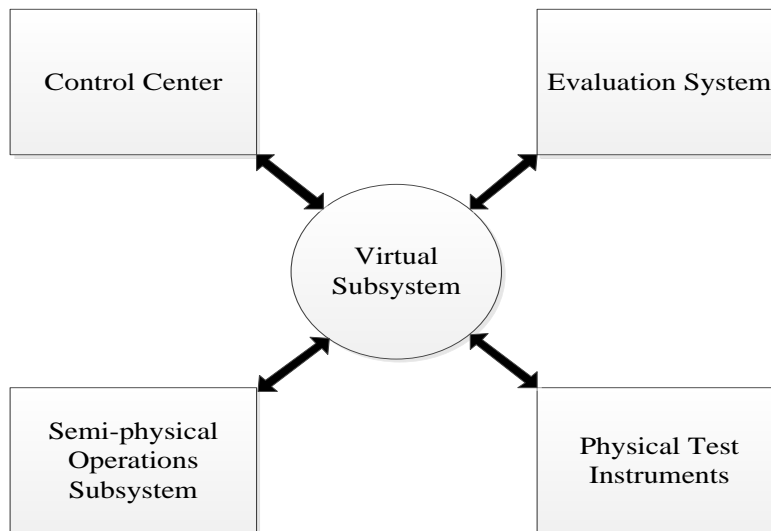 Control Center
Evaluation System
Virtual
Subsystem
Semi-physical
Operations
Subsystem
Physical Test
Instruments